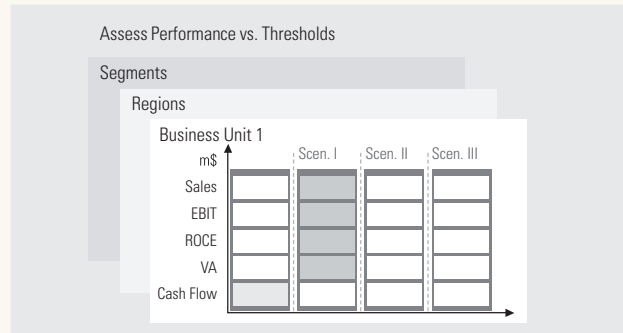 Assess Performance vs. Thresholds
Segments
Regions
Business Unit 1
m$
Scen. I
Scen. II
Scen. III
Sales
EBIT
ROCE
VA
Cash Flow